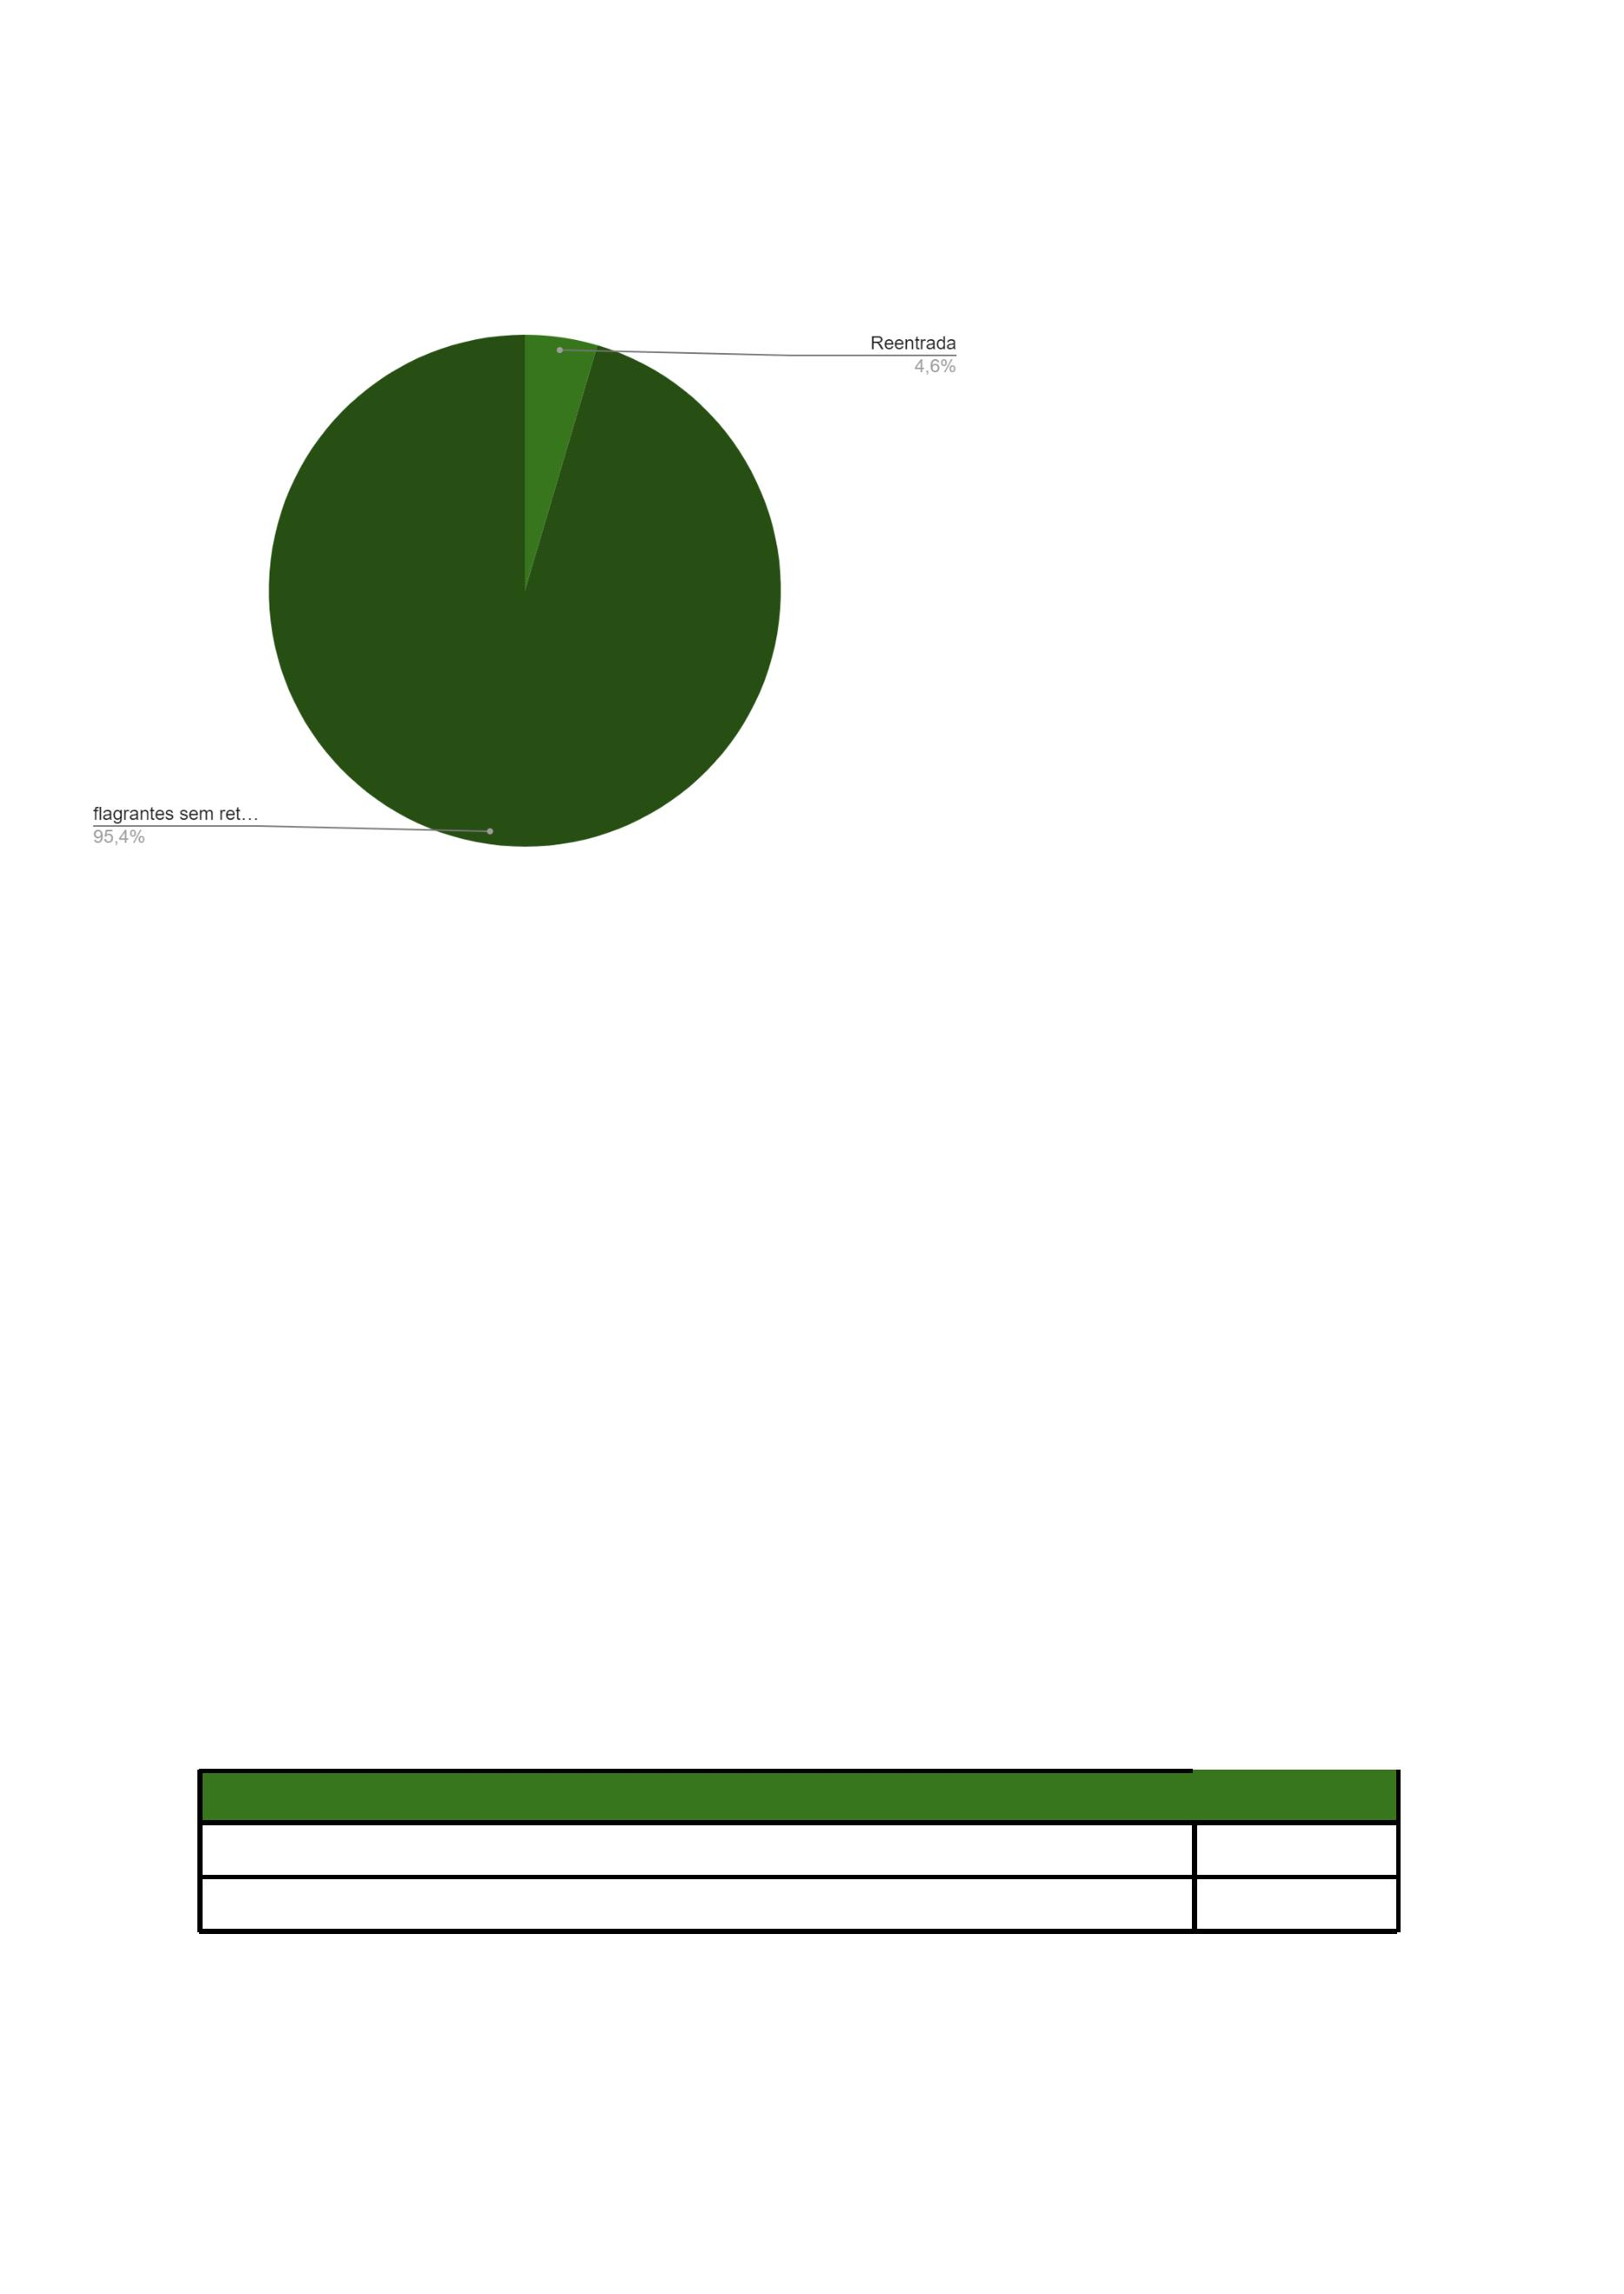 Reentrada
4,6%
flagrantes sem ret…
95,4%